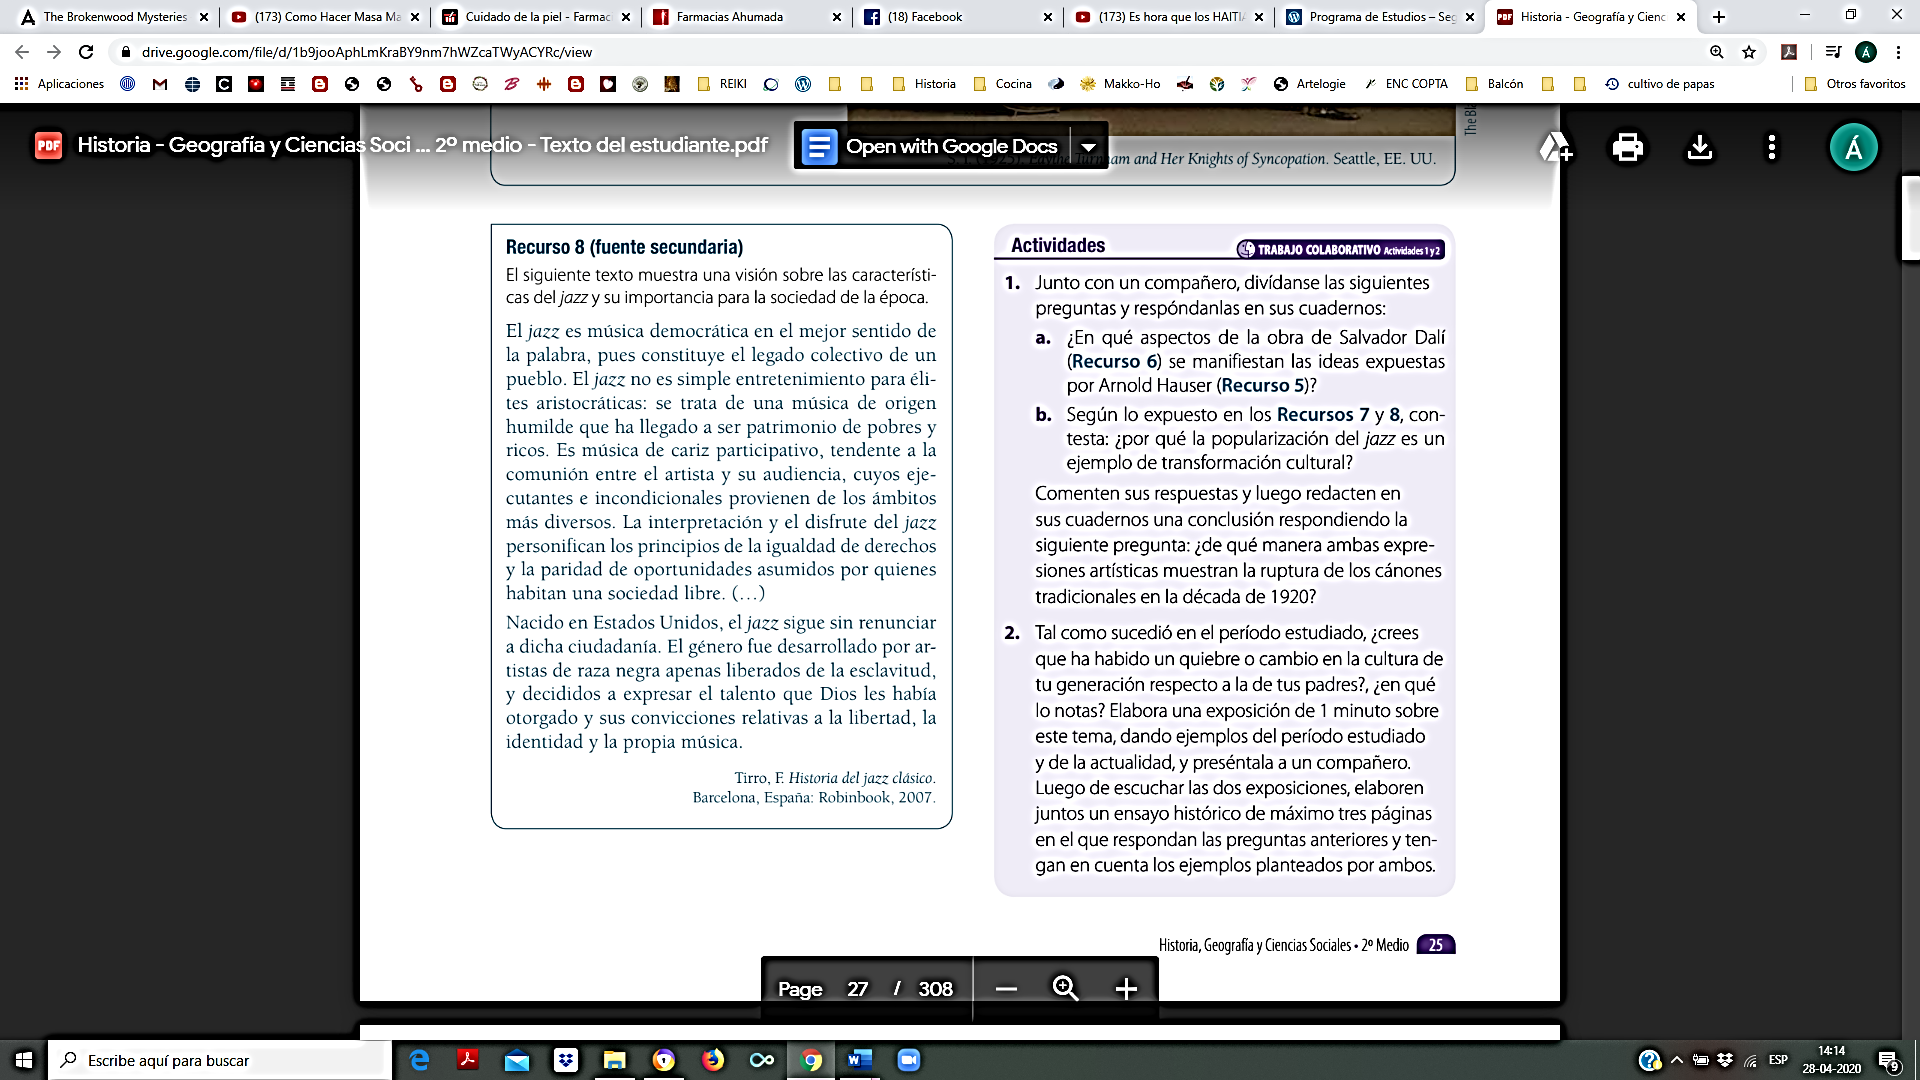 The Brokenwood Mysteries
(173) Como Hacer Masa Ma
Cuidado de la piel - Farmac
Farmacias Ahumada
(18) Facebook
(173) Es hora que los HAITI
Programa de Estudios – Seg
Historia - Geografía y Cienc
drive.google.com/file/d/1b9jooAphLmKraBY9nm7hWZcaTWyACYRc/view
Aplicaciones
REIKI
Historia
Cocina
Makko-Ho
Artelogie
ENC COPTA
Balcón
cultivo de papas
Otros favoritos
PDF Historia - Geografía y Ciencias Soci ... 2º medio - Texto del estudiante.pdf
Open with Google Docs
Á
and Her Knights of Syncopation. Seattle, EE. UU.
Recurso 8 (fuente secundaria)
El siguiente texto muestra una visión sobre las característi-
cas del jazz y su importancia para la sociedad de la época.
El jazz es música democrática en el mejor sentido de
la palabra, pues constituye el legado colectivo de un
pueblo. El jazz no es simple entretenimiento para éli-
tes aristocráticas: se trata de una música de origen
humilde que ha llegado a ser patrimonio de pobres y
ricos. Es música de cariz participativo, tendente a la
comunión entre el artista y su audiencia, cuyos eje-
cutantes e incondicionales provienen de los ámbitos
más diversos. La interpretación y el disfrute del jazz
personifican los principios de la igualdad de derechos
y la paridad de oportunidades asumidos por quienes
habitan una sociedad libre. (…)
Nacido en Estados Unidos, el jazz sigue sin renunciar
a dicha ciudadanía. El género fue desarrollado por ar-
tistas de raza negra apenas liberados de la esclavitud,
y decididos a expresar el talento que Dios les había
otorgado y sus convicciones relativas a la libertad, la
identidad y la propia música.
Tirro, F. Historia del jazz clásico.
Barcelona, España: Robinbook, 2007.
Actividades
TRABAJO COLABORATIVO Actividades 1 y 2
1. Junto con un compañero, divídanse las siguientes
preguntas y respóndanlas en sus cuadernos:
a. ¿En qué aspectos de la obra de Salvador Dalí
(Recurso 6) se manifiestan las ideas expuestas
por Arnold Hauser (Recurso 5)?
b. Según lo expuesto en los Recursos 7 y 8, con-
testa: ¿por qué la popularización del jazz es un
ejemplo de transformación cultural?
Comenten sus respuestas y luego redacten en
sus cuadernos una conclusión respondiendo la
siguiente pregunta: ¿de qué manera ambas expre-
siones artísticas muestran la ruptura de los cánones
tradicionales en la década de 1920?
2. Tal como sucedió en el período estudiado, ¿crees
que ha habido un quiebre o cambio en la cultura de
tu generación respecto a la de tus padres?, ¿en qué
lo notas? Elabora una exposición de 1 minuto sobre
este tema, dando ejemplos del período estudiado
y de la actualidad, y preséntala a un compañero.
Luego de escuchar las dos exposiciones, elaboren
juntos un ensayo histórico de máximo tres páginas
en el que respondan las preguntas anteriores y ten-
gan en cuenta los ejemplos planteados por ambos.
Historia, Geografía y Ciencias Sociales • 2º Medio 25
Page 27 / 308
Escribe aquí para buscar
ESP
14:14
28-04-2020
9